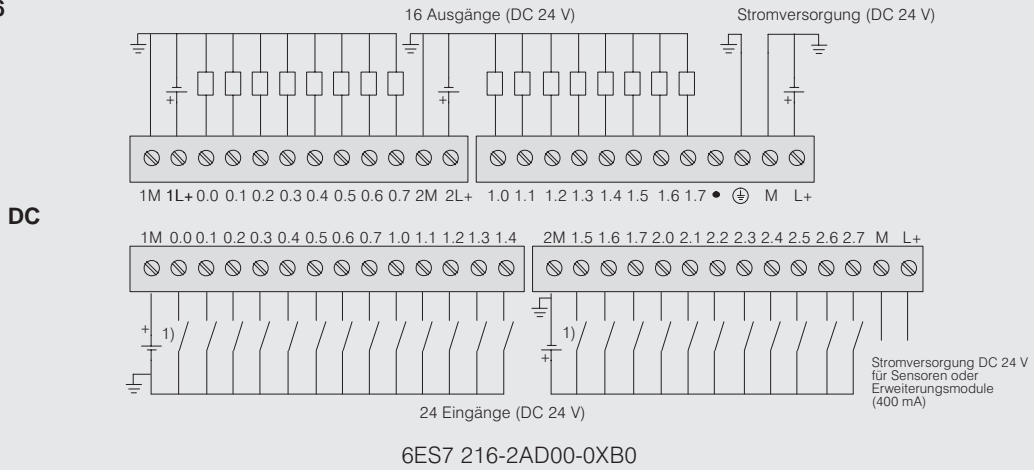 6
16 Ausgänge (DC 24 V) Stromversorgung (DC 24 V)
+ + +
1M 1L+ 0.0 0.1 0.2 0.3 0.4 0.5 0.6 0.7 2M 2L+ 1.0 1.1 1.2 1.3 1.4 1.5 1.6 1.7 • M L+
DC
1M 0.0 0.1 0.2 0.3 0.4 0.5 0.6 0.7 1.0 1.1 1.2 1.3 1.4 2M 1.5 1.6 1.7 2.0 2.1 2.2 2.3 2.4 2.5 2.6 2.7 M L+
+ 1) + 1)
Stromversorgung DC 24 V
für Sensoren oder
Erweiterungsmodule
(400 mA)
24 Eingänge (DC 24 V)
6ES7 216-2AD00-0XB0